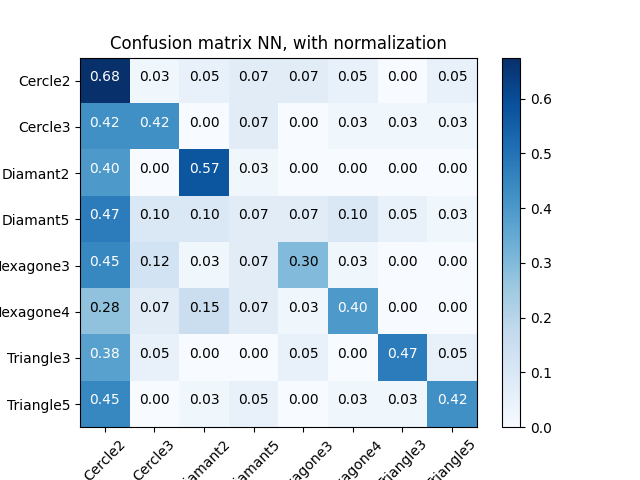 Confusion matrix NN, with normalization
Cercle2 0.68 0.03 0.05 0.07 0.07 0.05 0.00 0.05
Cercle3 0.42 0.42 0.00 0.07 0.00 0.03 0.03 0.03
Diamant2 0.40 0.00 0.57 0.03 0.00 0.00 0.00 0.00
Diamant5 0.47 0.10 0.10 0.07 0.07 0.10 0.05 0.03
lexagone3 0.45 0.12 0.03 0.07 0.30 0.03 0.00 0.00
lexagone4 0.28 0.07 0.15 0.07 0.03 0.40 0.00 0.00
Triangle3 0.38 0.05 0.00 0.00 0.05 0.00 0.47 0.05
Triangle5 0.45 0.00 0.03 0.05 0.00 0.03 0.03 0.42
Cercle2 Cercle3 iamant2 iamant5 agone3 agone4 riangle3 riangle5
0.6
0.5
0.4
0.3
0.2
0.1
0.0